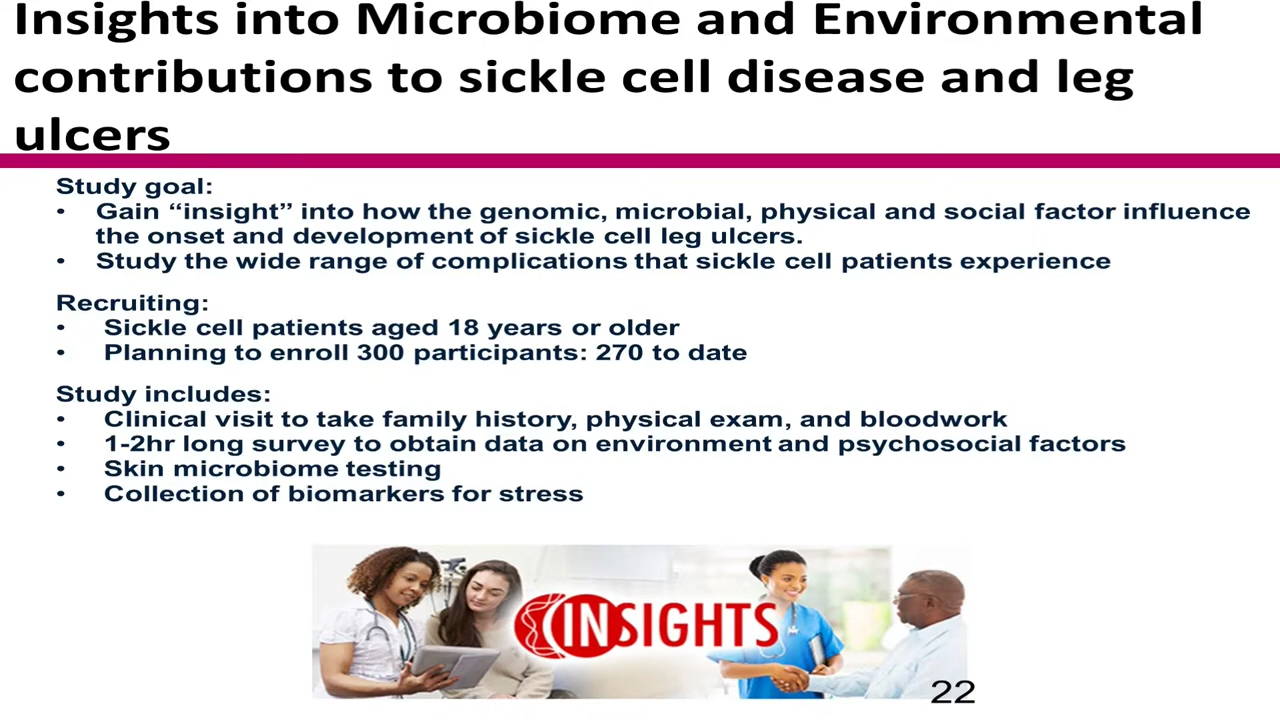 Insights into Microbiome and Environmental
contributions to sickle cell disease and leg
ulcers
Study goal:
• Gain “insight” into how the genomic, microbial, physical and social factor influence
the onset and development of sickle cell leg ulcers.
• Study the wide range of complications that sickle cell patients experience
Recruiting:
• Sickle cell patients aged 18 years or older
• Planning to enroll 300 participants: 270 to date
Study includes:
• Clinical visit to take family history, physical exam, and bloodwork
• 1-2hr long survey to obtain data on environment and psychosocial factors
• Skin microbiome testing
• Collection of biomarkers for stress
INSIGHTS
22